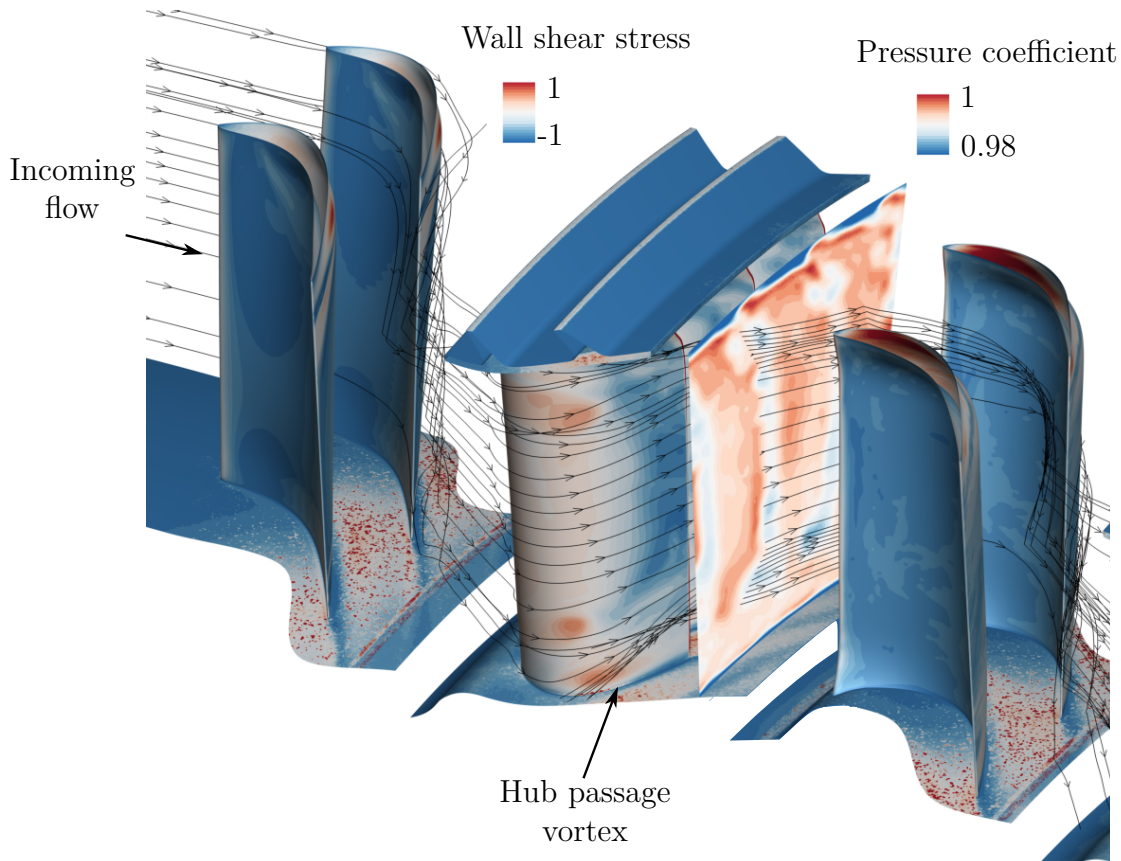 Wall shear stress
1
-1
Pressure coefficient
1
0.98
Incoming
flow
Hub passage
vortex